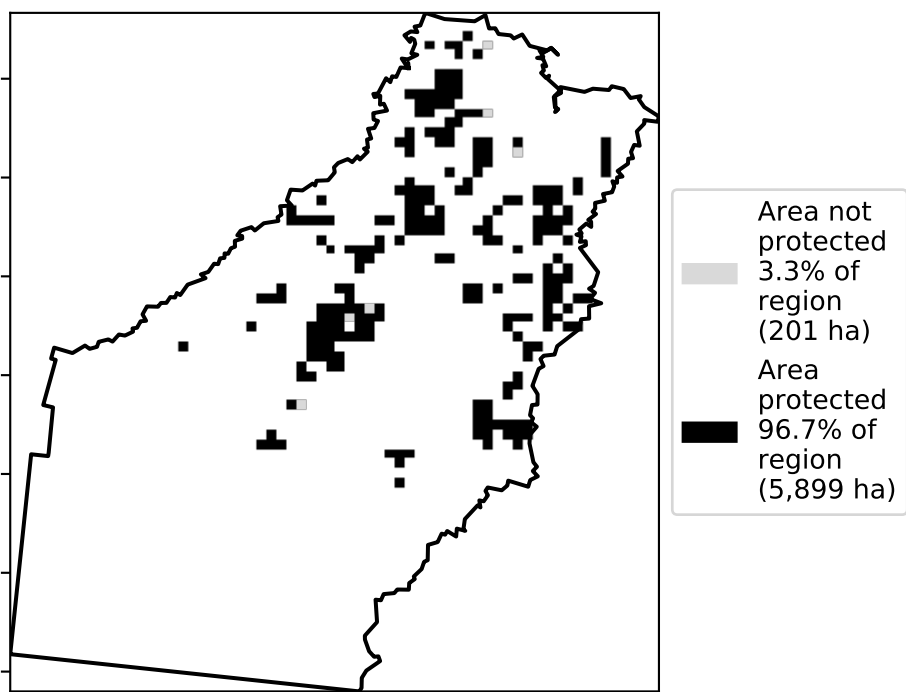 Area not
protected
3.3% of
region
(201 ha)
Area
protected
96.7% of
region
(5,899 ha)